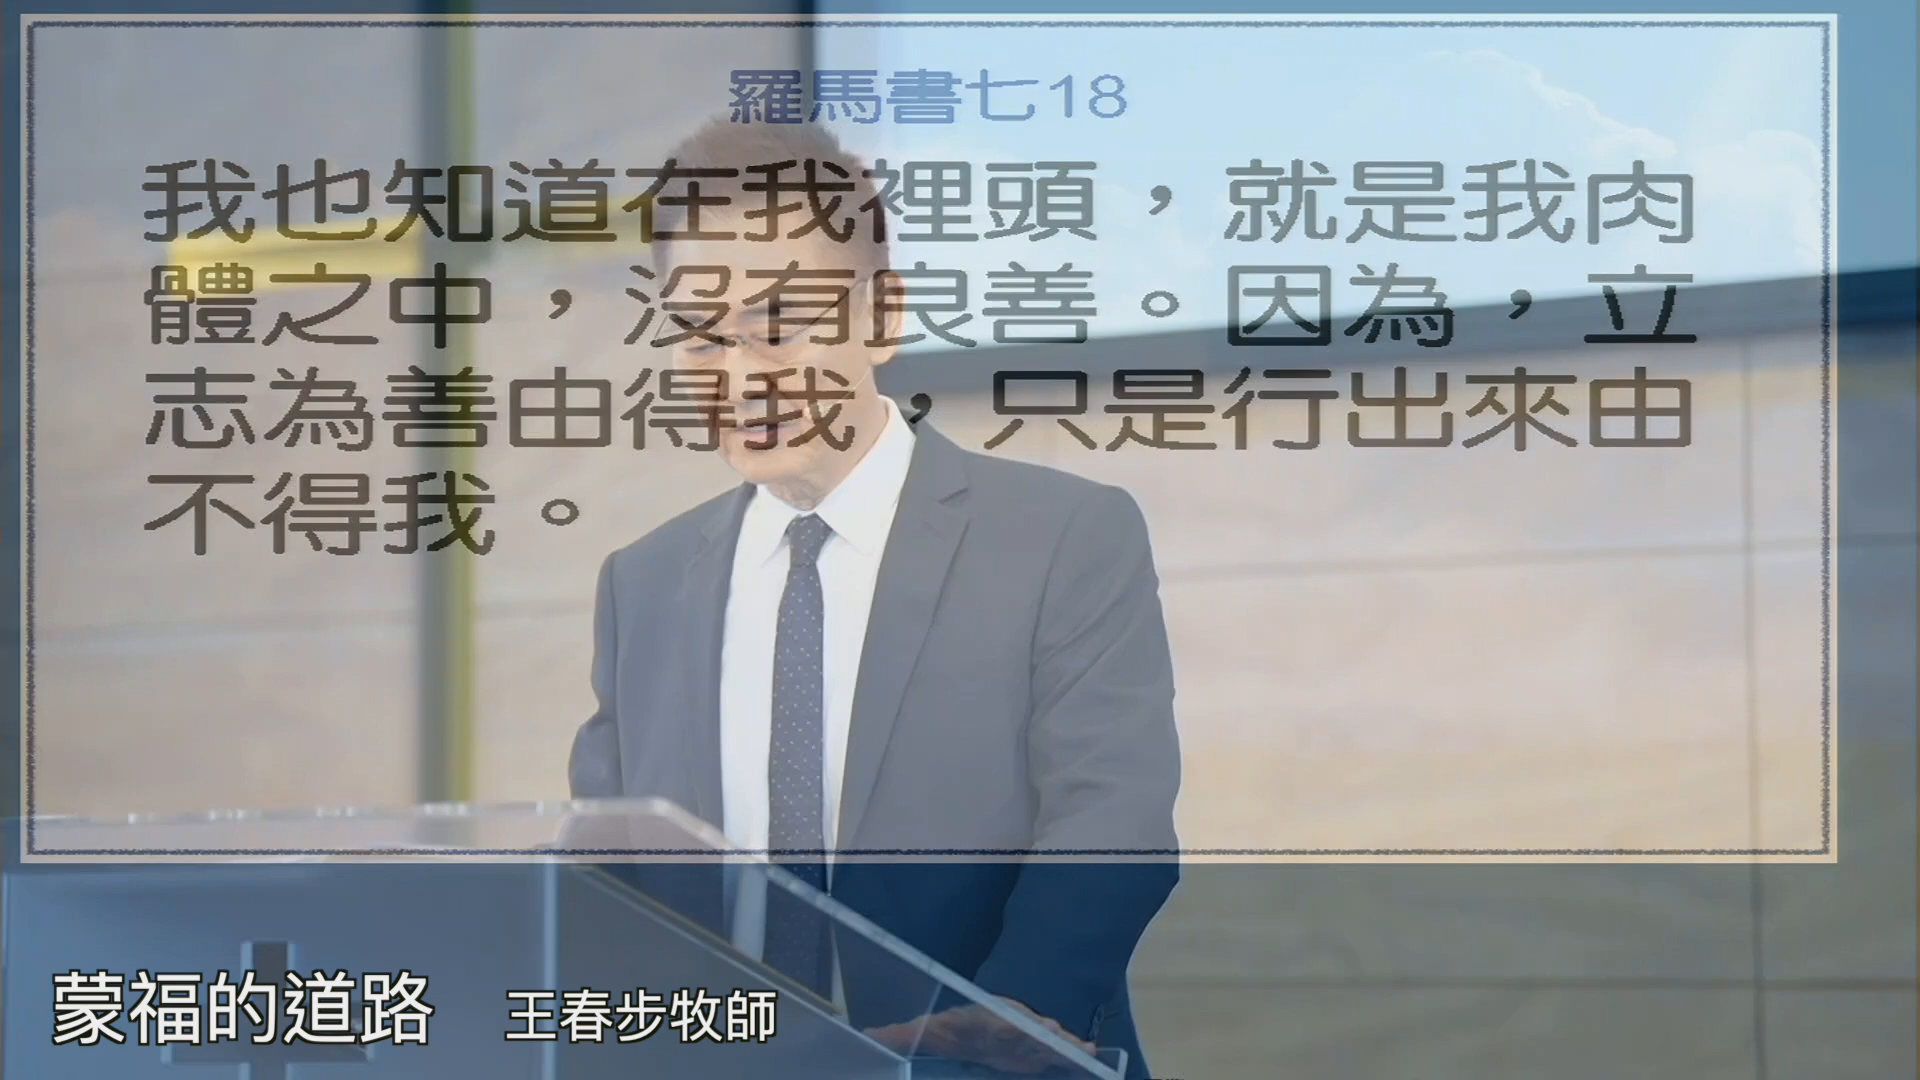 羅馬書七18
我也知道在我裡頭，就是我肉
體之中，沒有良善。因為，立
志為善由得我，只是行出來由
不得我。
蒙福的道路 王春步牧師